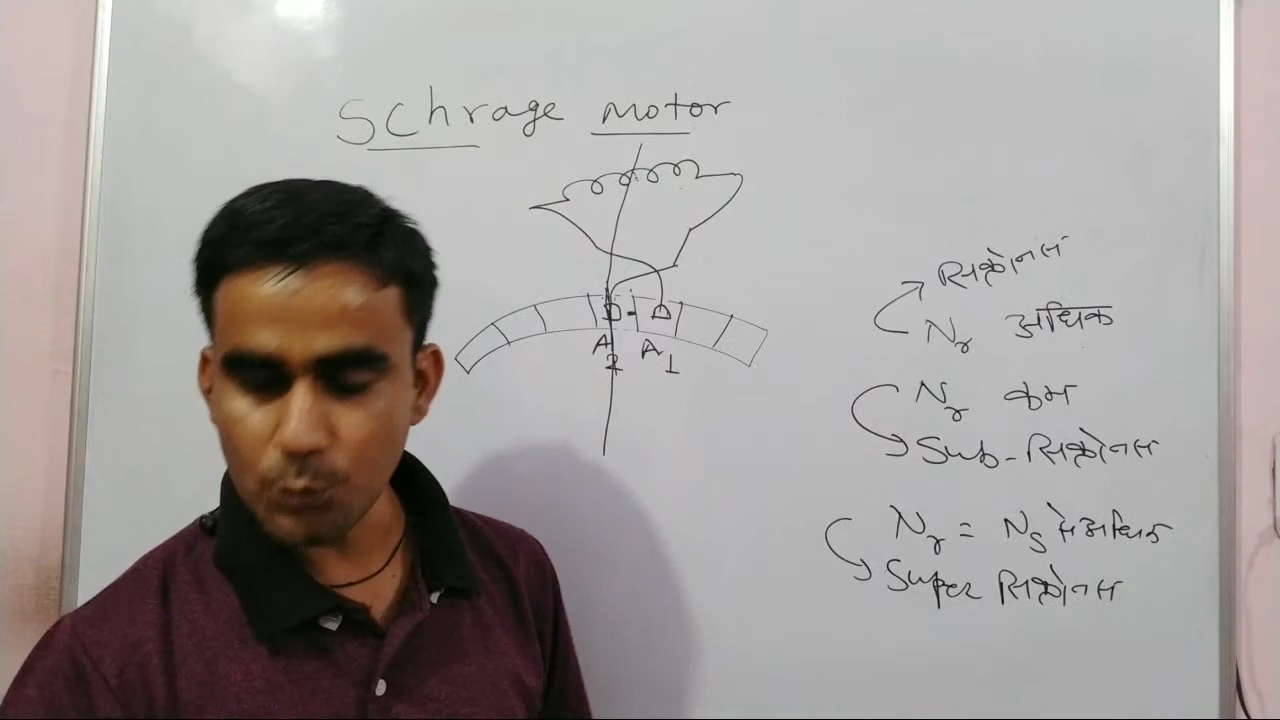 Schrage motor
A2 A1
सिक्रोनस
Nr अधिक
Nr कम
Sub-सिक्रोनस
Nr = Ns से अधिक
Super सिक्रोनस